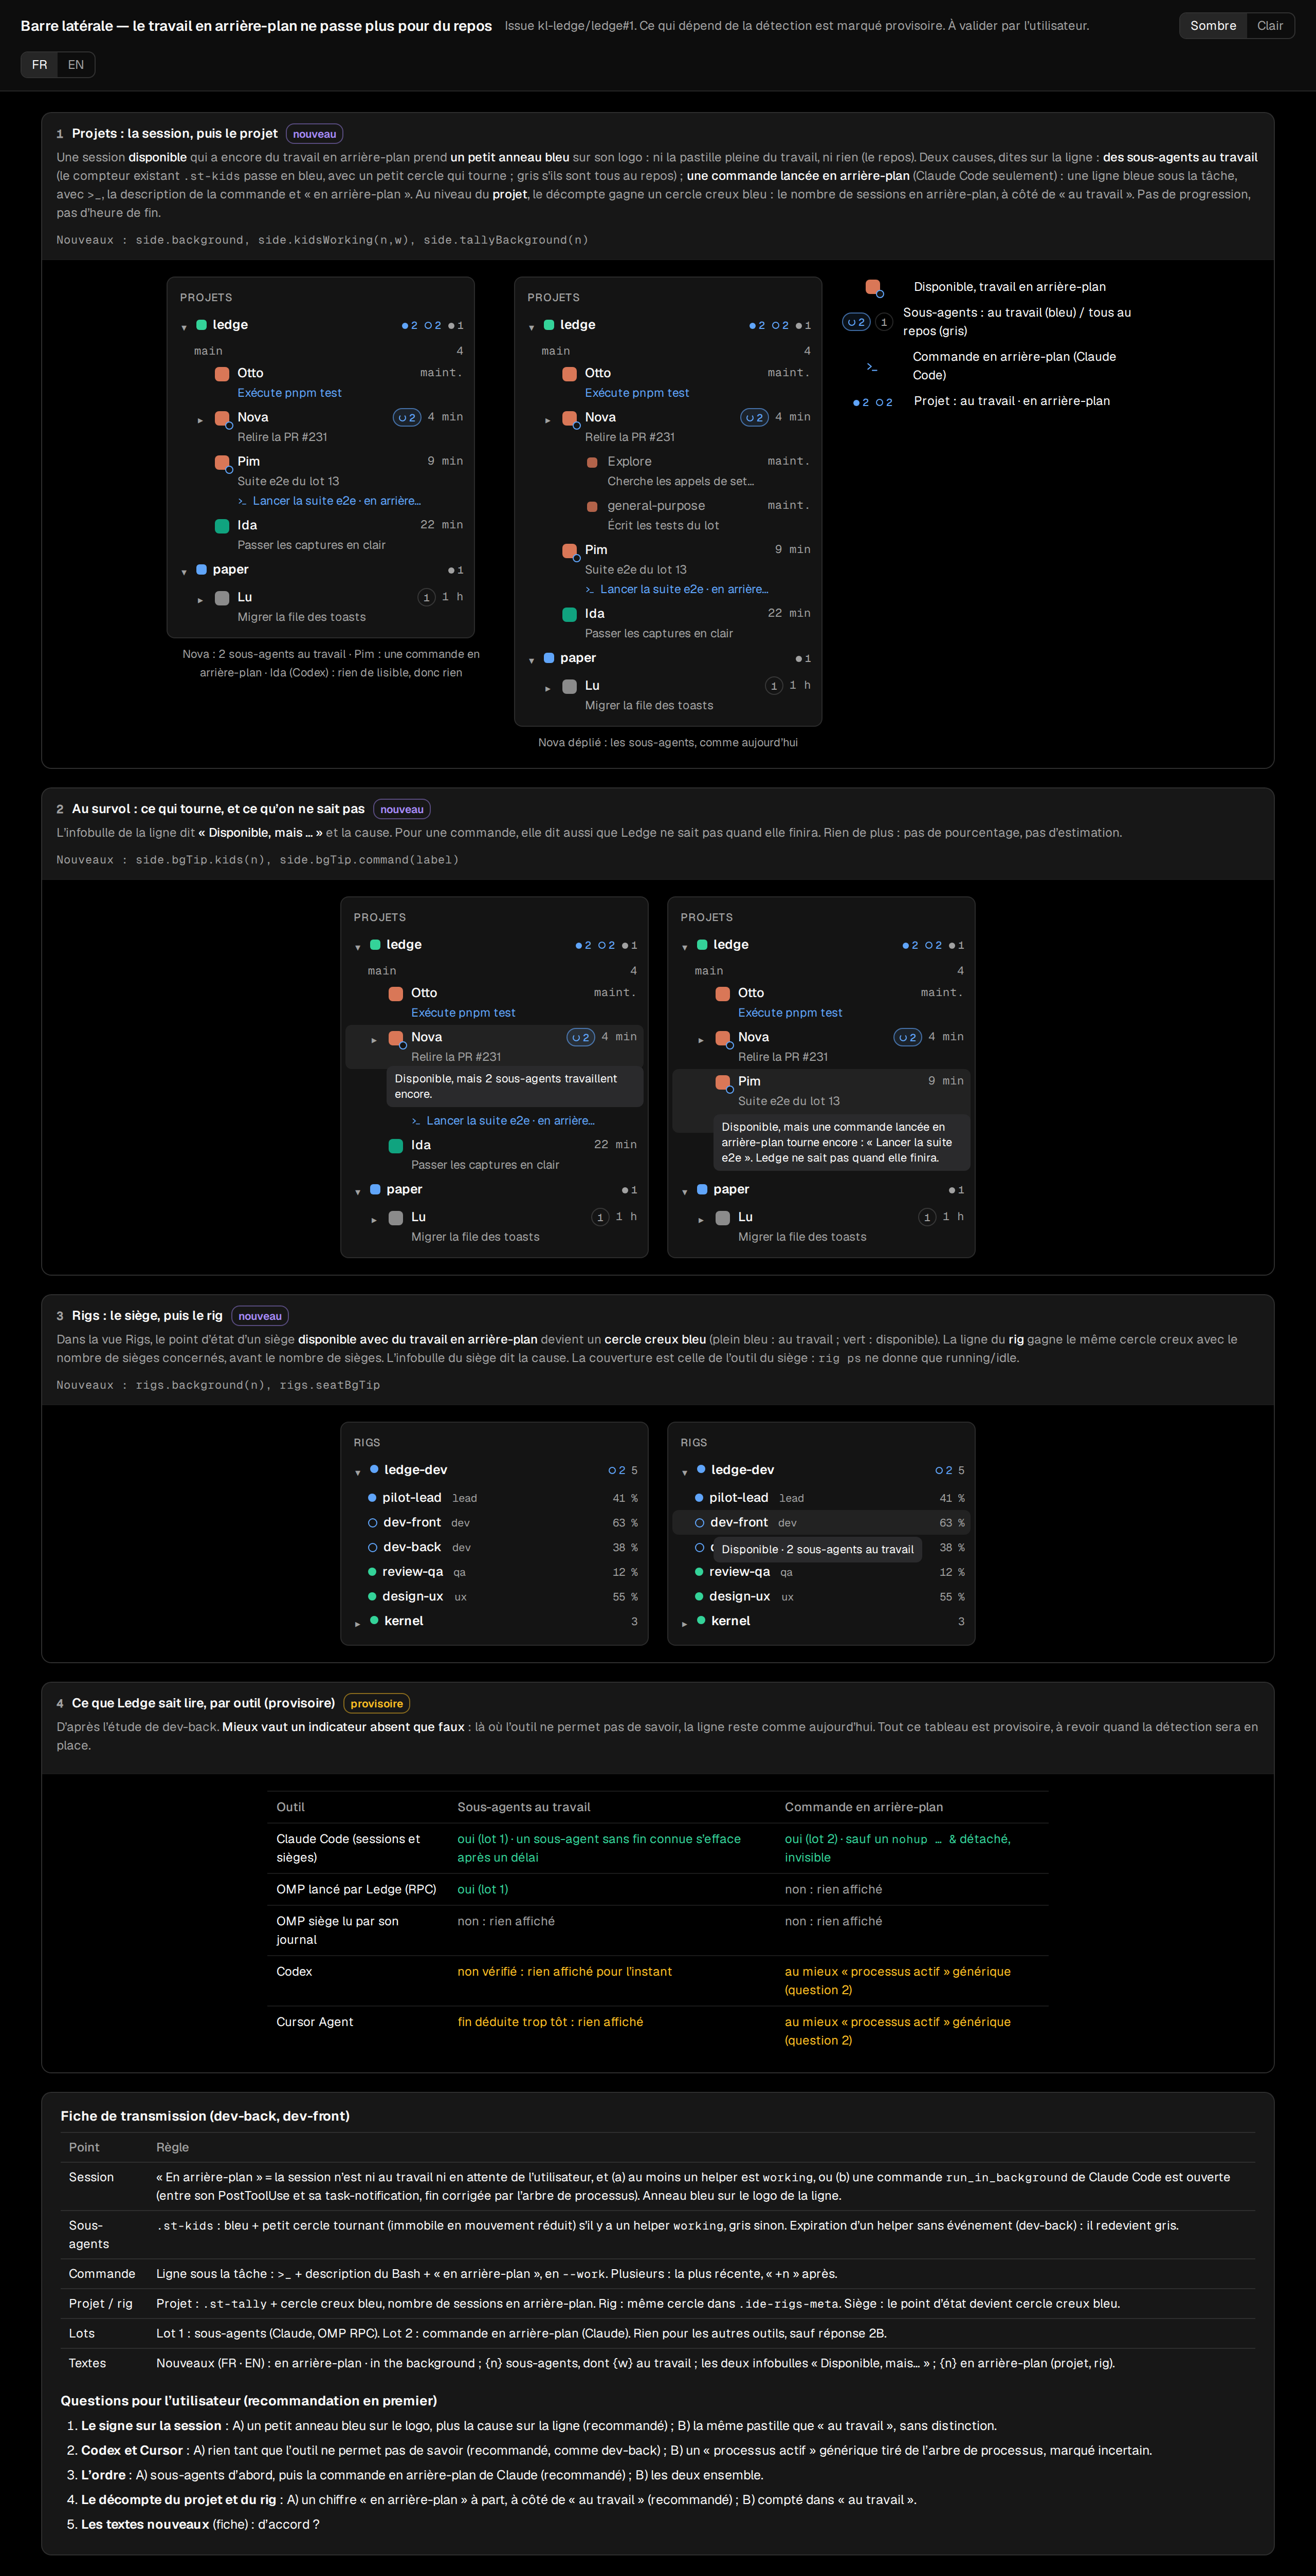 Barre latérale — le travail en arrière-plan ne passe plus pour du repos
Issue kl-ledge/ledge#1. Ce qui dépend de la détection est marqué provisoire. À valider par l'utilisateur.
Sombre Clair
FR EN
1 Projets : la session, puis le projet nouveau
Une session disponible qui a encore du travail en arrière-plan prend un petit anneau bleu sur son logo : ni la pastille pleine du travail, ni rien (le repos). Deux causes, dites sur la ligne : des sous-agents au travail
(le compteur existant .st-kids passe en bleu, avec un petit cercle qui tourne ; gris s'ils sont tous au repos) ; une commande lancée en arrière-plan (Claude Code seulement) : une ligne bleue sous la tâche,
avec >_, la description de la commande et « en arrière-plan ». Au niveau du projet, le décompte gagne un cercle creux bleu : le nombre de sessions en arrière-plan, à côté de « au travail ». Pas de progression,
pas d'heure de fin.
Nouveaux : side.background, side.kidsWorking(n,w), side.tallyBackground(n)
PROJETS
ledge 2 2 1
main 4
Otto maint.
Exécute pnpm test
Nova 2 4 min
Relire la PR #231
Pim 9 min
Suite e2e du lot 13
>_ Lancer la suite e2e · en arrière…
Ida 22 min
Passer les captures en clair
paper 1
Lu 1 1 h
Migrer la file des toasts
Nova : 2 sous-agents au travail · Pim : une commande en
arrière-plan · Ida (Codex) : rien de lisible, donc rien
PROJETS
ledge 2 2 1
main 4
Otto maint.
Exécute pnpm test
Nova 2 4 min
Relire la PR #231
Explore maint.
Cherche les appels de set…
general-purpose maint.
Écrit les tests du lot
Pim 9 min
Suite e2e du lot 13
>_ Lancer la suite e2e · en arrière…
Ida 22 min
Passer les captures en clair
paper 1
Lu 1 1 h
Migrer la file des toasts
Nova déplié : les sous-agents, comme aujourd'hui
Disponible, travail en arrière-plan
2 1 Sous-agents : au travail (bleu) / tous au
repos (gris)
>_ Commande en arrière-plan (Claude
Code)
2 2 Projet : au travail · en arrière-plan
2 Au survol : ce qui tourne, et ce qu'on ne sait pas nouveau
L'infobulle de la ligne dit « Disponible, mais … » et la cause. Pour une commande, elle dit aussi que Ledge ne sait pas quand elle finira. Rien de plus : pas de pourcentage, pas d'estimation.
Nouveaux : side.bgTip.kids(n), side.bgTip.command(label)
PROJETS
ledge 2 2 1
main 4
Otto maint.
Exécute pnpm test
Nova 2 4 min
Relire la PR #231
Disponible, mais 2 sous-agents travaillent
encore.
>_ Lancer la suite e2e · en arrière…
Ida 22 min
Passer les captures en clair
paper 1
Lu 1 1 h
Migrer la file des toasts
PROJETS
ledge 2 2 1
main 4
Otto maint.
Exécute pnpm test
Nova 2 4 min
Relire la PR #231
Pim 9 min
Suite e2e du lot 13
Disponible, mais une commande lancée en
arrière-plan tourne encore : « Lancer la suite
e2e ». Ledge ne sait pas quand elle finira.
paper 1
Lu 1 1 h
Migrer la file des toasts
3 Rigs : le siège, puis le rig nouveau
Dans la vue Rigs, le point d'état d'un siège disponible avec du travail en arrière-plan devient un cercle creux bleu (plein bleu : au travail ; vert : disponible). La ligne du rig gagne le même cercle creux avec le
nombre de sièges concernés, avant le nombre de sièges. L'infobulle du siège dit la cause. La couverture est celle de l'outil du siège : rig ps ne donne que running/idle.
Nouveaux : rigs.background(n), rigs.seatBgTip
RIGS
ledge-dev 2 5
pilot-lead lead 41 %
dev-front dev 63 %
dev-back dev 38 %
review-qa qa 12 %
design-ux ux 55 %
kernel 3
RIGS
ledge-dev 2 5
pilot-lead lead 41 %
dev-front dev 63 %
Disponible · 2 sous-agents au travail 38 %
review-qa qa 12 %
design-ux ux 55 %
kernel 3
4 Ce que Ledge sait lire, par outil (provisoire) provisoire
D'après l'étude de dev-back. Mieux vaut un indicateur absent que faux : là où l'outil ne permet pas de savoir, la ligne reste comme aujourd'hui. Tout ce tableau est provisoire, à revoir quand la détection sera en
place.
Outil Sous-agents au travail Commande en arrière-plan
Claude Code (sessions et
sièges)
oui (lot 1) · un sous-agent sans fin connue s'efface
après un délai
oui (lot 2) · sauf un nohup … & détaché,
invisible
OMP lancé par Ledge (RPC) oui (lot 1) non : rien affiché
OMP siège lu par son
journal
non : rien affiché non : rien affiché
Codex non vérifié : rien affiché pour l'instant
au mieux « processus actif » générique
(question 2)
Cursor Agent fin déduite trop tôt : rien affiché
au mieux « processus actif » générique
(question 2)
Fiche de transmission (dev-back, dev-front)
Point Règle
Session
« En arrière-plan » = la session n'est ni au travail ni en attente de l'utilisateur, et (a) au moins un helper est working, ou (b) une commande run_in_background de Claude Code est ouverte
(entre son PostToolUse et sa task-notification, fin corrigée par l'arbre de processus). Anneau bleu sur le logo de la ligne.
Sous-
agents
.st-kids : bleu + petit cercle tournant (immobile en mouvement réduit) s'il y a un helper working, gris sinon. Expiration d'un helper sans événement (dev-back) : il redevient gris.
Commande Ligne sous la tâche : >_ + description du Bash + « en arrière-plan », en --work. Plusieurs : la plus récente, « +n » après.
Projet / rig Projet : .st-tally + cercle creux bleu, nombre de sessions en arrière-plan. Rig : même cercle dans .ide-rigs-meta. Siège : le point d'état devient cercle creux bleu.
Lots Lot 1 : sous-agents (Claude, OMP RPC). Lot 2 : commande en arrière-plan (Claude). Rien pour les autres outils, sauf réponse 2B.
Textes Nouveaux (FR · EN) : en arrière-plan · in the background ; {n} sous-agents, dont {w} au travail ; les deux infobulles « Disponible, mais… » ; {n} en arrière-plan (projet, rig).
Questions pour l'utilisateur (recommandation en premier)
1. Le signe sur la session : A) un petit anneau bleu sur le logo, plus la cause sur la ligne (recommandé) ; B) la même pastille que « au travail », sans distinction.
2. Codex et Cursor : A) rien tant que l'outil ne permet pas de savoir (recommandé, comme dev-back) ; B) un « processus actif » générique tiré de l'arbre de processus, marqué incertain.
3. L'ordre : A) sous-agents d'abord, puis la commande en arrière-plan de Claude (recommandé) ; B) les deux ensemble.
4. Le décompte du projet et du rig : A) un chiffre « en arrière-plan » à part, à côté de « au travail » (recommandé) ; B) compté dans « au travail ».
5. Les textes nouveaux (fiche) : d'accord ?